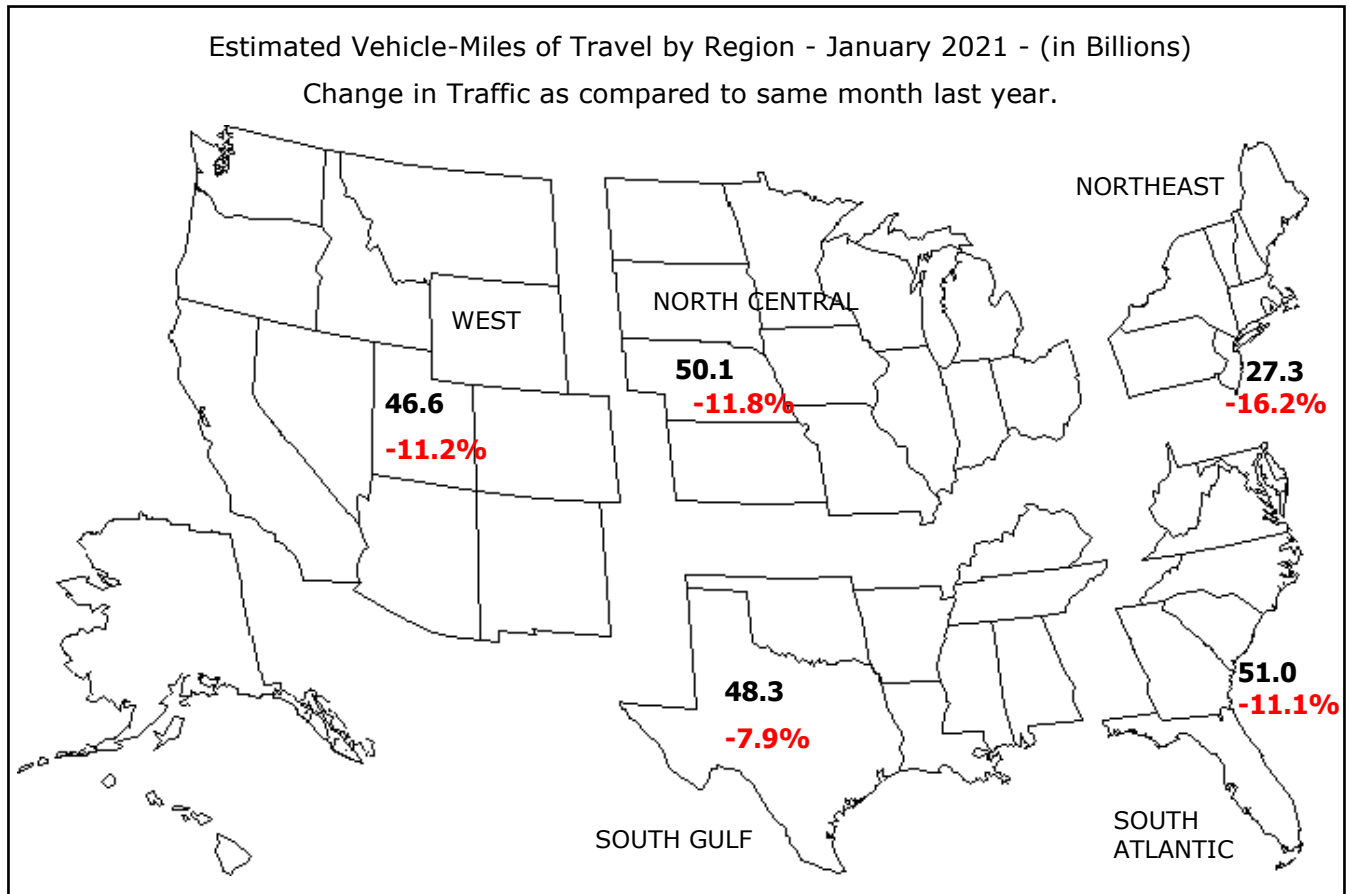 Estimated Vehicle-Miles of Travel by Region - January 2021 - (in Billions)
Change in Traffic as compared to same month last year.
NORTHEAST
27.3
-16.2%
NORTH CENTRAL
50.1
-11.8%
WEST
46.6
-11.2%
48.3
-7.9%
SOUTH GULF
51.0
-11.1%
SOUTH
ATLANTIC